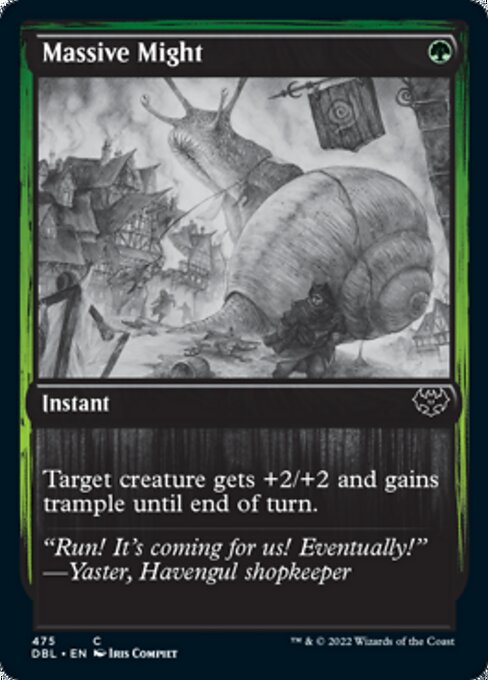 Massive Might
Instant
Target creature gets +2/+2 and gains
trample until end of turn.
“Run! It’s coming for us! Eventually!”
—Yaster, Havengul shopkeeper
475 C
DBL • EN Iris Compiet
™ & © 2022 Wizards of the Coast